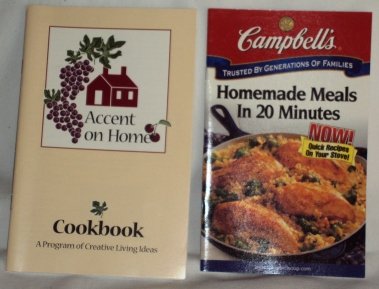 Accent
on Home
Cookbook
A Program of Creative Living Ideas
Campbell's
TRUSTED BY GENERATIONS OF FAMILIES
Homemade Meals
In 20 Minutes
NOW!
Quick Recipes
On Your Stove!